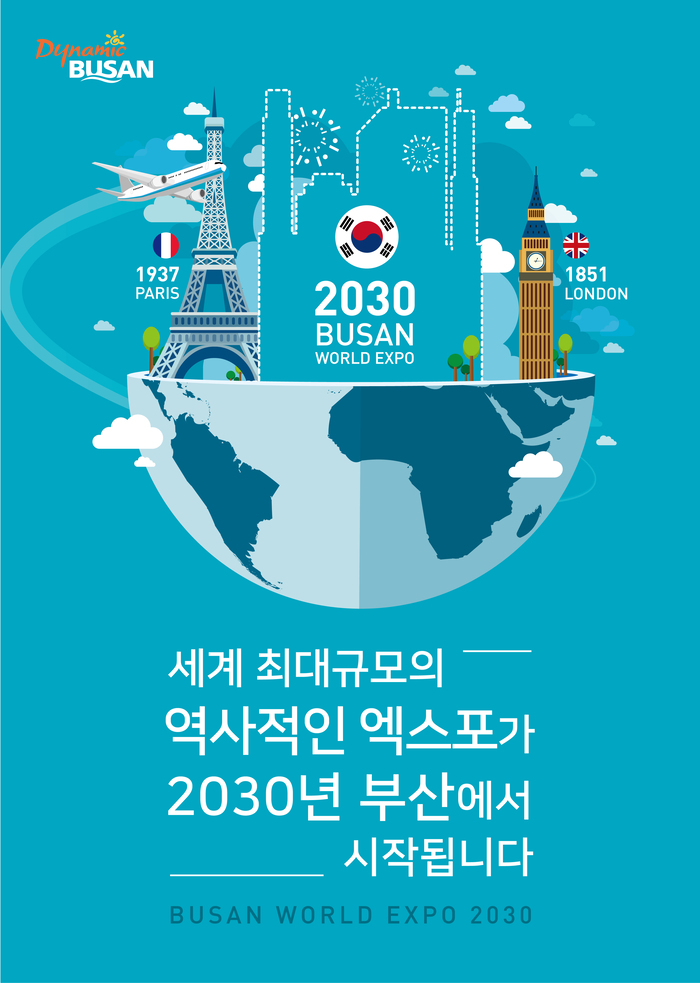 Dynamic
BUSAN
1937
PARIS
2030
BUSAN
WORLD EXPO
1851
LONDON
세계 최대규모의
역사적인 엑스포가
2030년 부산에서
시작됩니다
BUSAN WORLD EXPO 2030